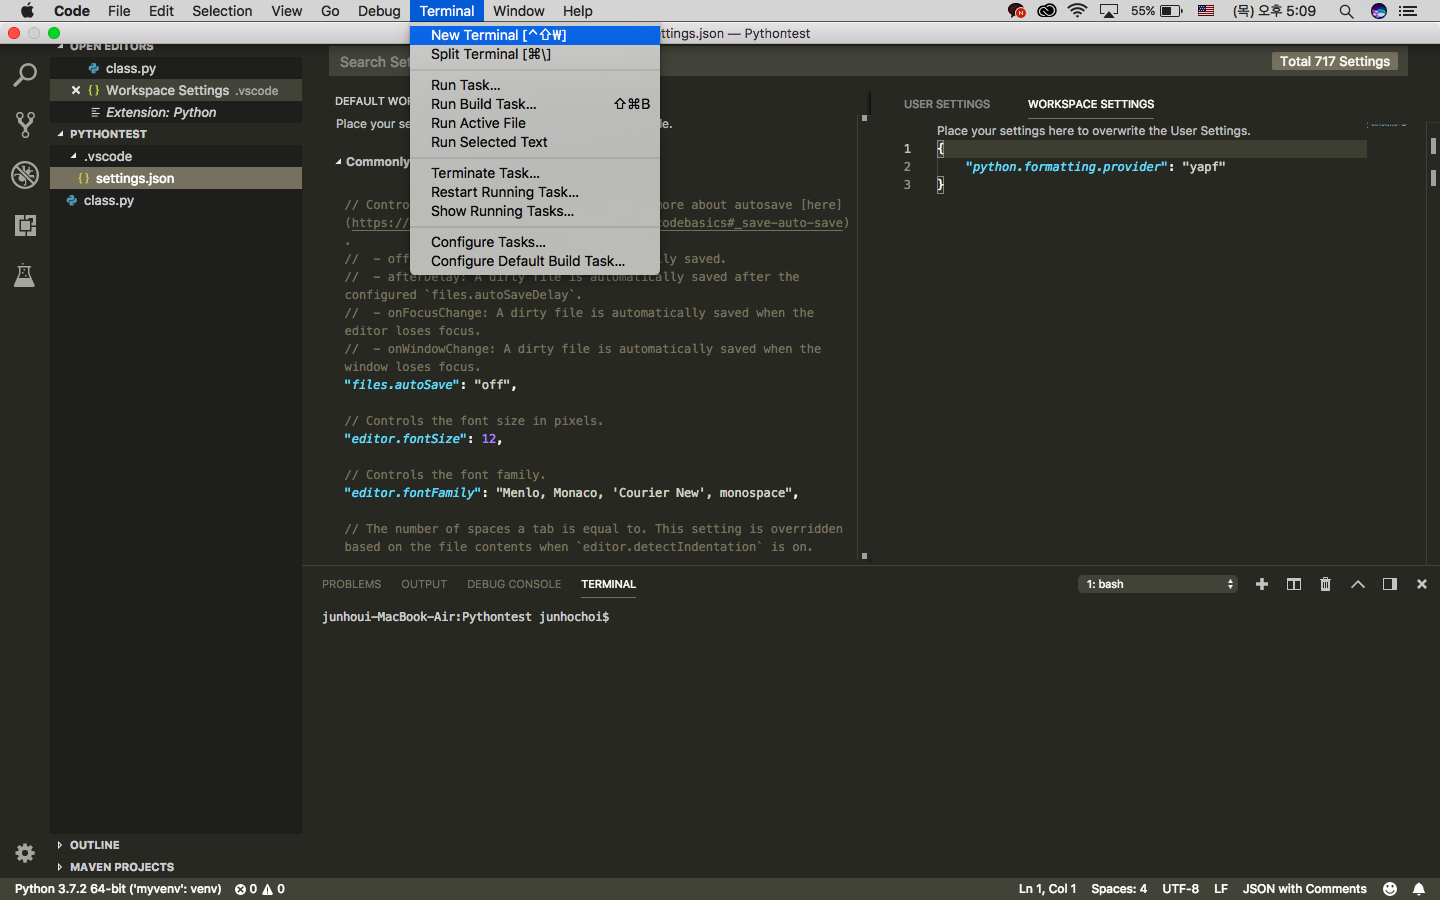 Code File Edit Selection View Go Debug Terminal Window Help 55% (목) 오후 5:09
settings.json — Pythontest
New Terminal [^⇧₩]
Split Terminal [⌘\]
Run Task...
Run Build Task... ⇧⌘B
Run Active File
Run Selected Text
Terminate Task...
Restart Running Task...
Show Running Tasks...
Configure Tasks...
Configure Default Build Task...
OPEN EDITORS
class.py
{ } Workspace Settings .vscode
Extension: Python
PYTHONTEST
.vscode
{ } settings.json
class.py
OUTLINE
MAVEN PROJECTS
Search Set
Total 717 Settings
DEFAULT WO
Place your se
e.
Commonly
// Contro
more about autosave [here]
(https://
codebasics#_save-auto-save)
.
// - off
ly saved.
// - afterDelay: A dirty file is automatically saved after the
configured `files.autoSaveDelay`.
// - onFocusChange: A dirty file is automatically saved when the
editor loses focus.
// - onWindowChange: A dirty file is automatically saved when the
window loses focus.
"files.autoSave": "off",
// Controls the font size in pixels.
"editor.fontSize": 12,
// Controls the font family.
"editor.fontFamily": "Menlo, Monaco, 'Courier New', monospace",
// The number of spaces a tab is equal to. This setting is overridden
based on the file contents when `editor.detectIndentation` is on.
USER SETTINGS WORKSPACE SETTINGS
Place your settings here to overwrite the User Settings.
1 {
2 "python.formatting.provider": "yapf"
3 }
PROBLEMS OUTPUT DEBUG CONSOLE TERMINAL 1: bash
junhoui-MacBook-Air:Pythontest junhochoi$
Python 3.7.2 64-bit ('myvenv': venv) 0 0 Ln 1, Col 1 Spaces: 4 UTF-8 LF JSON with Comments